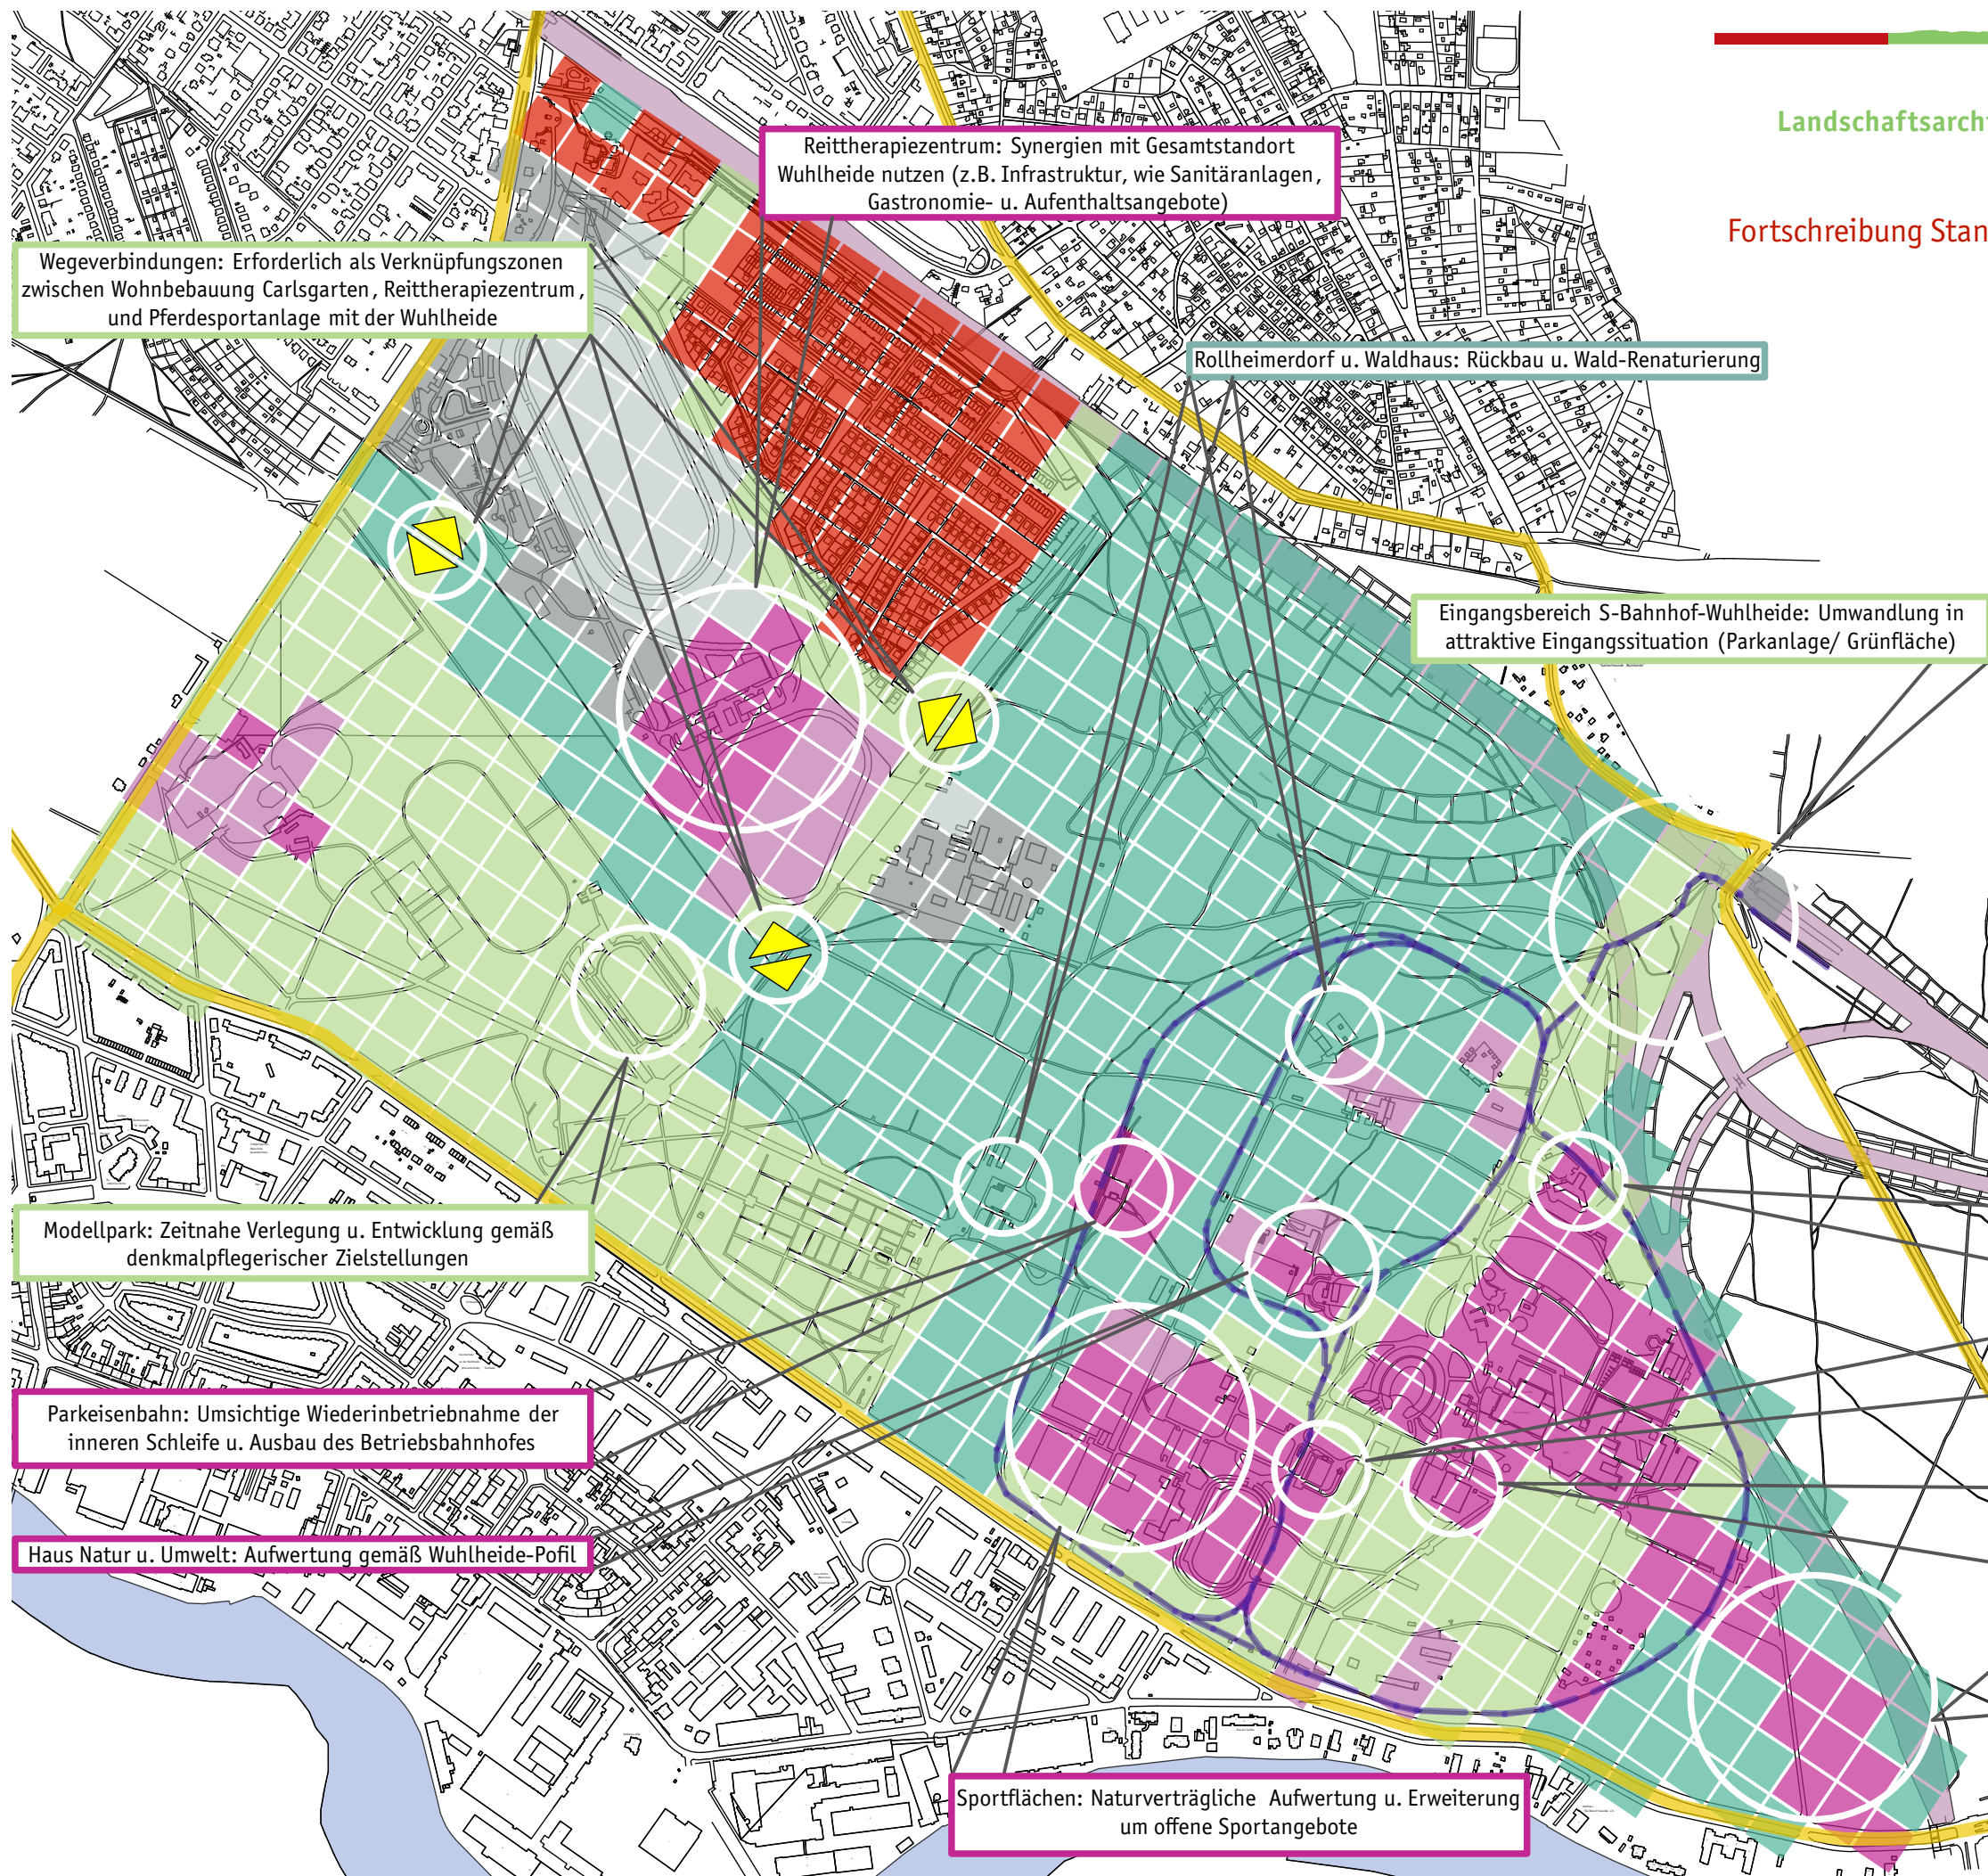 Landschaftsarch
Fortschreibung Stan
Reittherapiezentrum: Synergien mit Gesamtstandort
Wuhlheide nutzen (z.B. Infrastruktur, wie Sanitäranlagen,
Gastronomie- u. Aufenthaltsangebote)
Wegeverbindungen: Erforderlich als Verknüpfungszonen
zwischen Wohnbebauung Carlsgarten, Reittherapiezentrum,
und Pferdesportanlage mit der Wuhlheide
Rollheimerdorf u. Waldhaus: Rückbau u. Wald-Renaturierung
Eingangsbereich S-Bahnhof-Wuhlheide: Umwandlung in
attraktive Eingangssituation (Parkanlage/ Grünfläche)
Modellpark: Zeitnahe Verlegung u. Entwicklung gemäß
denkmalpflegerischer Zielstellungen
Parkeisenbahn: Umsichtige Wiederinbetriebnahme der
inneren Schleife u. Ausbau des Betriebsbahnhofes
Haus Natur u. Umwelt: Aufwertung gemäß Wuhlheide-Pofil
Sportflächen: Naturverträgliche Aufwertung u. Erweiterung
um offene Sportangebote